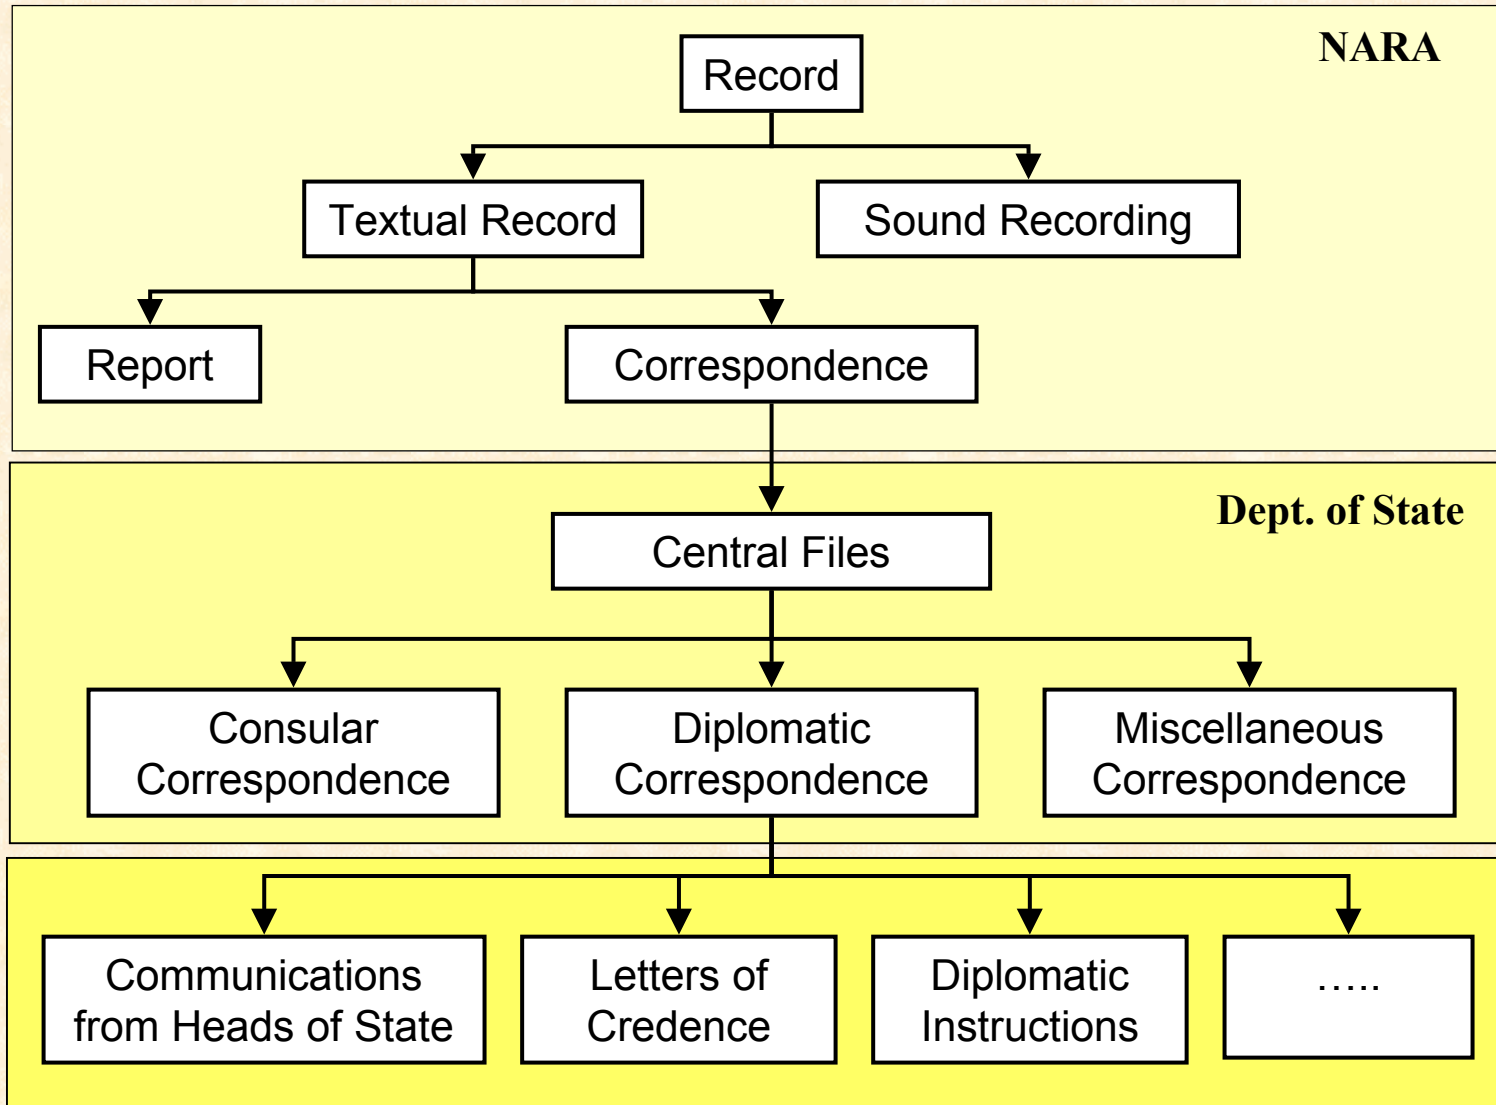 NARA
Record
Textual Record
Sound Recording
Report
Correspondence
Dept. of State
Central Files
Consular
Correspondence
Diplomatic
Correspondence
Miscellaneous
Correspondence
Communications
from Heads of State
Letters of
Credence
Diplomatic
Instructions
…..